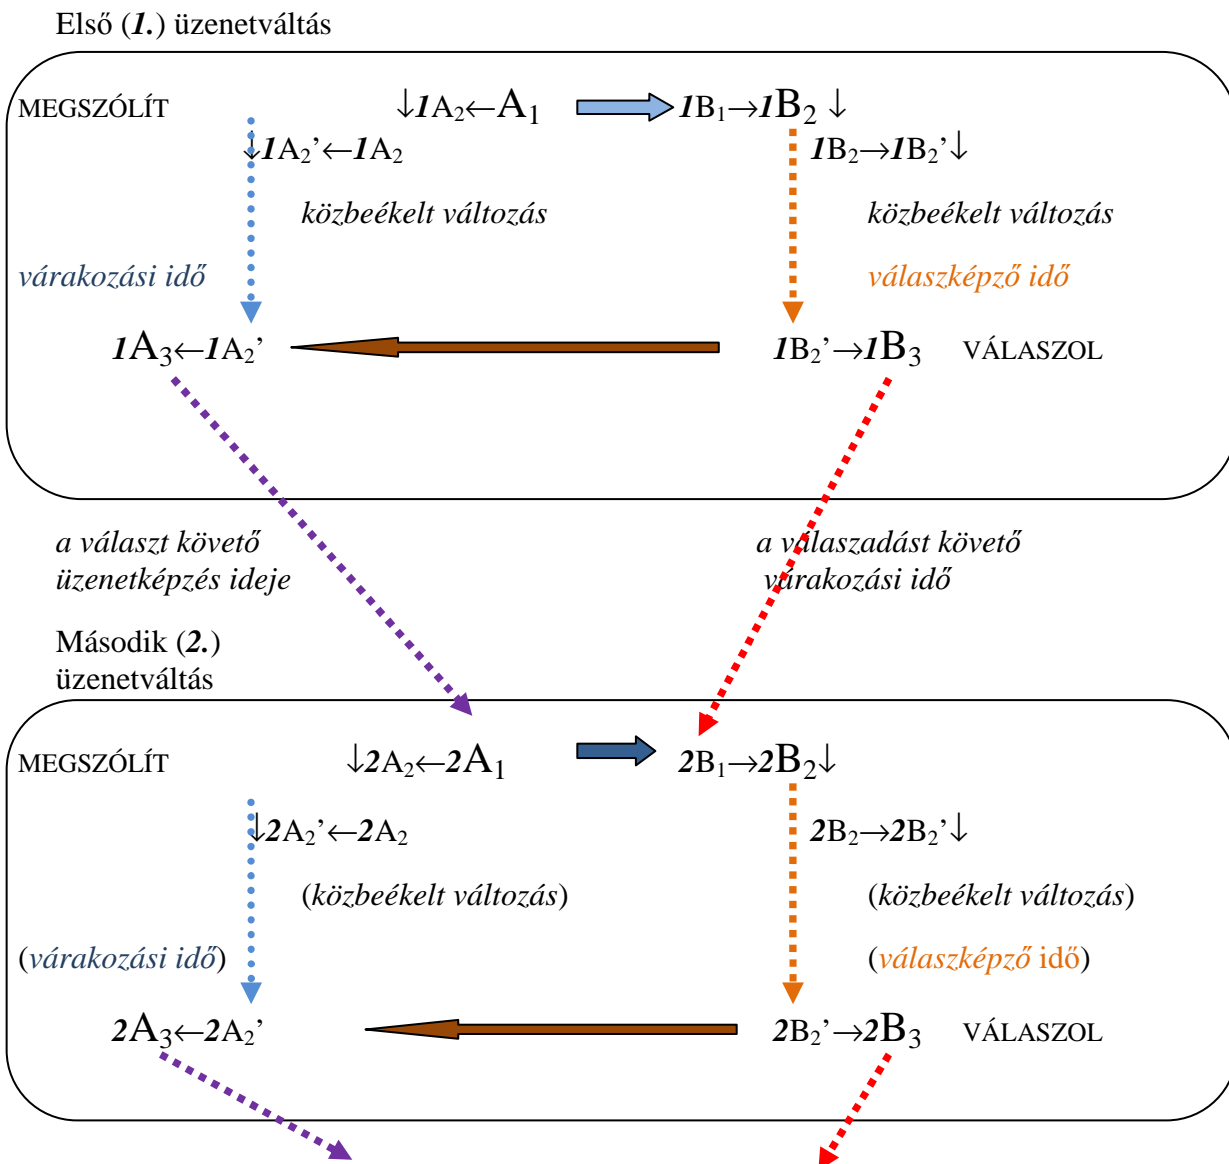 Első (1.) üzenetváltás
MEGSZÓLÍT ↓1A₂←A₁ 1B₁→1B₂ ↓
↓1A₂’←1A₂ 1B₂→1B₂’↓
közbeékelt változás közbeékelt változás
várakozási idő válaszképző idő
1A₃←1A₂’ 1B₂’→1B₃ VÁLASZOL
a választ követő a válaszadást követő
üzenetképzés ideje várakozási idő
Második (2.)
üzenetváltás
MEGSZÓLÍT ↓2A₂←2A₁ 2B₁→2B₂↓
↓2A₂’←2A₂ 2B₂→2B₂’↓
(közbeékelt változás) (közbeékelt változás)
(várakozási idő) (válaszképző idő)
2A₃←2A₂’ 2B₂’→2B₃ VÁLASZOL